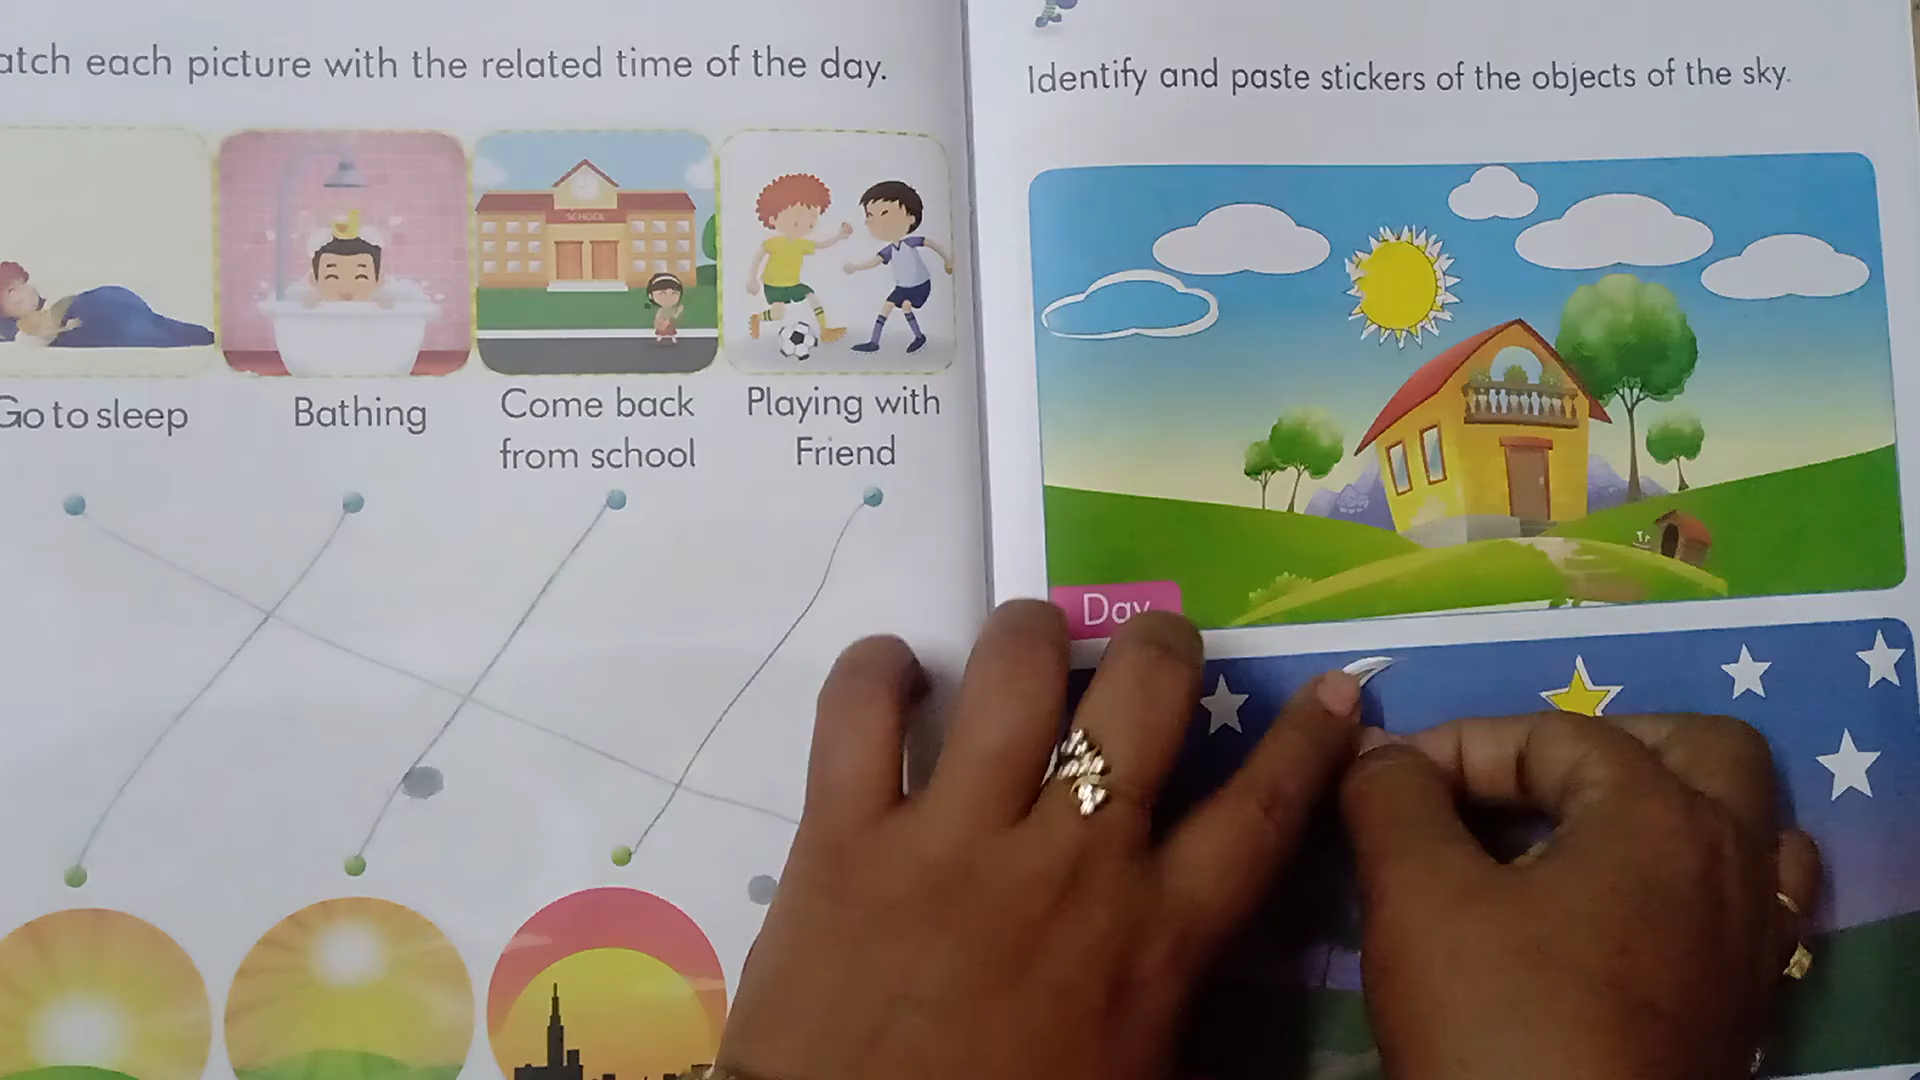 each picture with the related time of the day.
Go to sleep
Bathing
Come back
from school
Playing with
Friend
SCHOOL
Identify and paste stickers of the objects of the sky.
Day